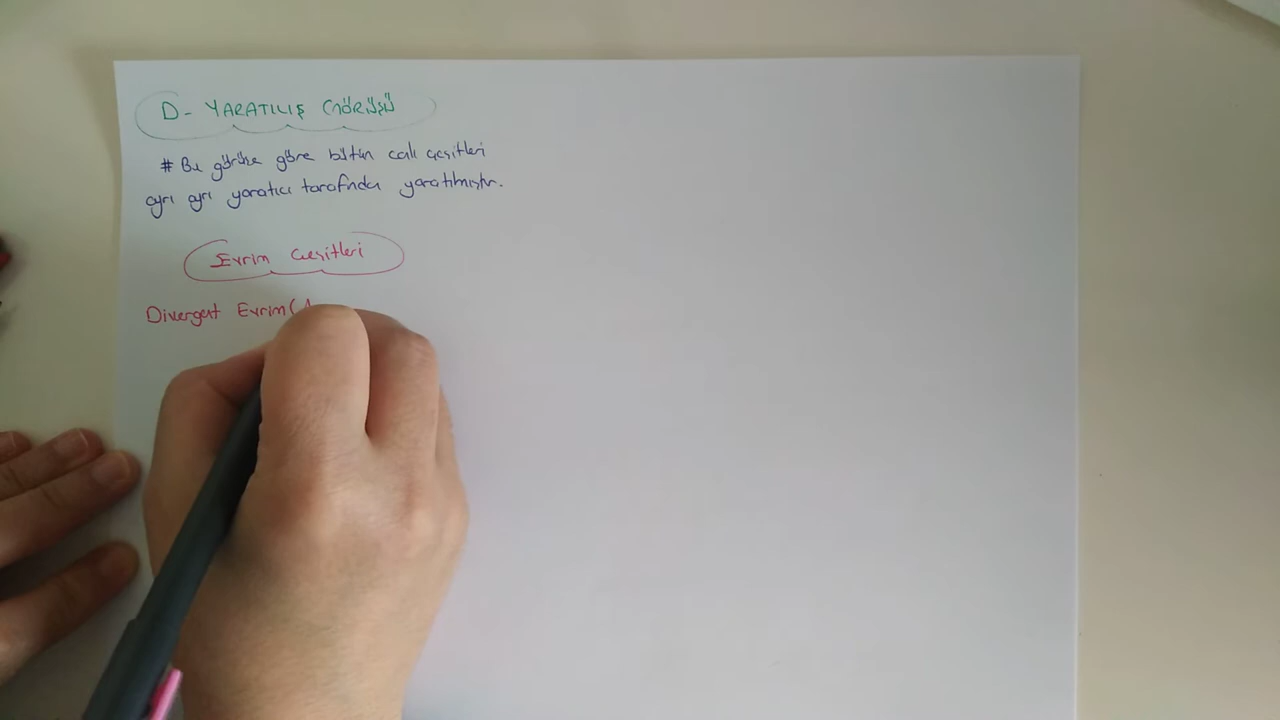 D- YARATILIŞ GÖRÜŞÜ
# Bu görüşe göre bütün canlı çeşitleri
ayrı ayrı yaratıcı tarafından yaratılmıştır.
Evrim Çeşitleri
Divergent Evrim(